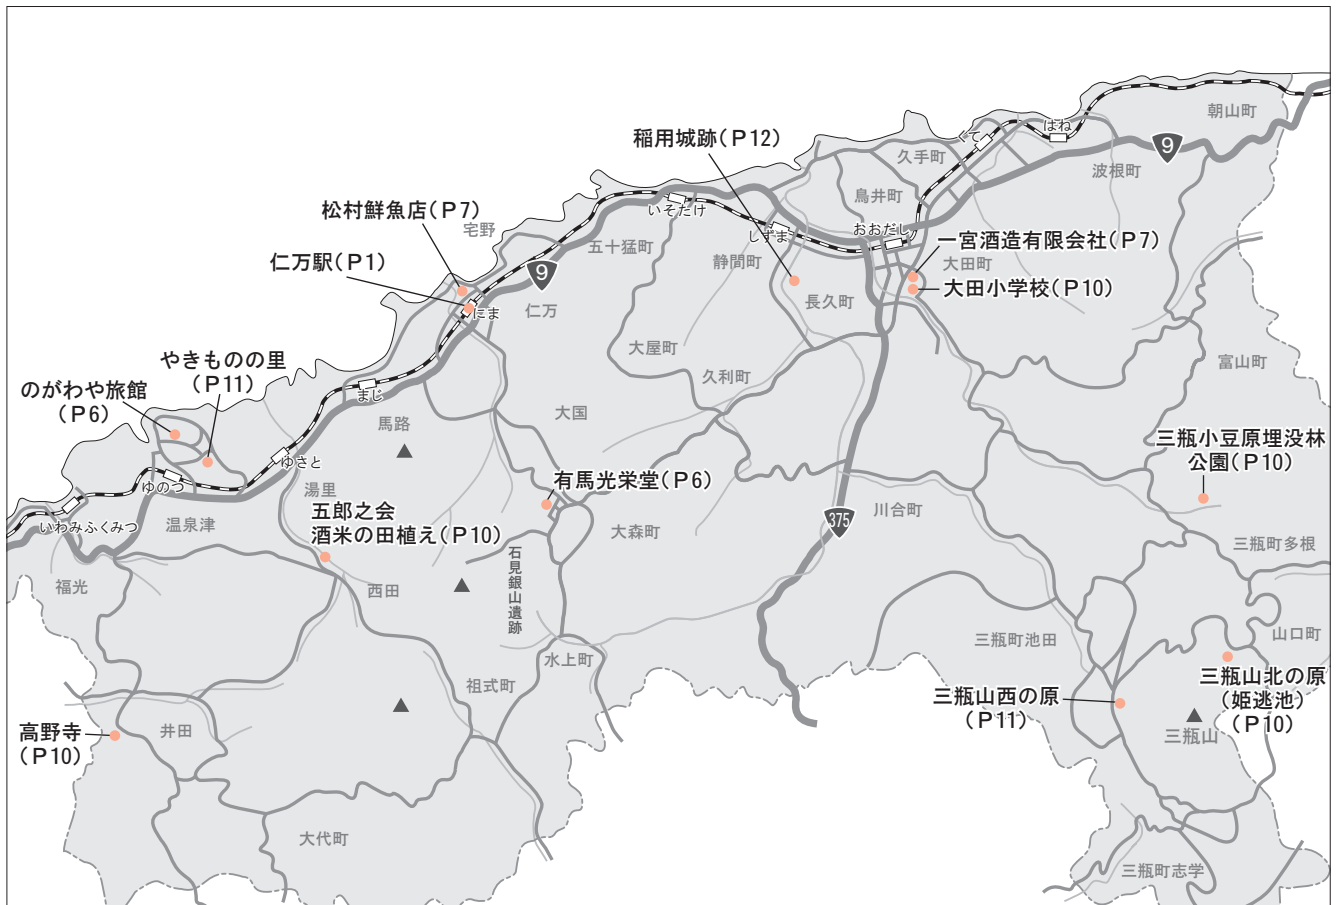 朝山町
はね
くて
9
稲用城跡(P12)
久手町
波根町
鳥井町
松村鮮魚店(P7)
いそたけ
宅野
しずま
おおだし
一宮酒造有限会社(P7)
五十猛町
静間町
大田町
仁万駅(P1)
9
大田小学校(P10)
長久町
にま
仁万
大屋町
富山町
やきものの里
(P11)
久利町
のがわや旅館
(P6)
まじ
大国
馬路
三瓶小豆原埋没林
公園(P10)
ゆさと
ゆのつ
湯里
有馬光栄堂(P6)
五郎之会
酒米の田植え(P10)
川合町
375
いわみふくみつ
温泉津
大森町
三瓶町多根
石見銀山遺跡
福光
西田
三瓶町池田
山口町
水上町
祖式町
三瓶山北の原
(姫逃池)
(P10)
三瓶山西の原
(P11)
高野寺
(P10)
井田
三瓶山
大代町
三瓶町志学